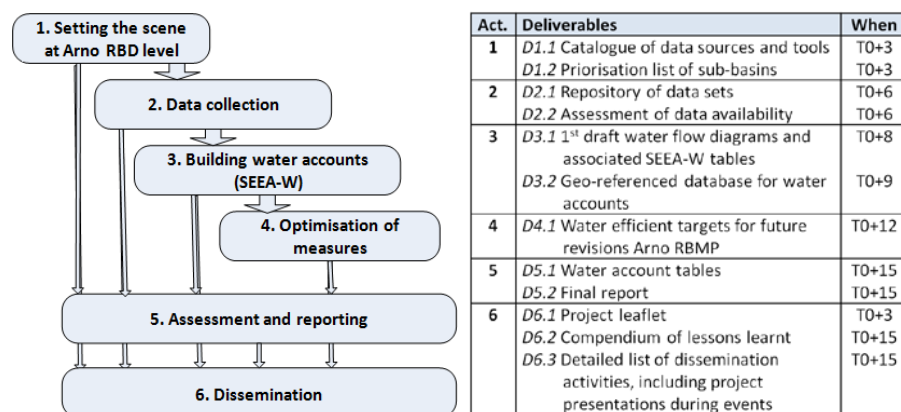 1. Setting the scene
at Arno RBD level
2. Data collection
3. Building water accounts
(SEEA-W)
4. Optimisation of
measures
5. Assessment and reporting
6. Dissemination
Act. Deliverables When
1 D1.1 Catalogue of data sources and tools T0+3
D1.2 Priorisation list of sub-basins T0+3
2 D2.1 Repository of data sets T0+6
D2.2 Assessment of data availability T0+6
3 D3.1 1st draft water flow diagrams and T0+8
associated SEEA-W tables
D3.2 Geo-referenced database for water T0+9
accounts
4 D4.1 Water efficient targets for future T0+12
revisions Arno RBMP
5 D5.1 Water account tables T0+15
D5.2 Final report T0+15
6 D6.1 Project leaflet T0+3
D6.2 Compendium of lessons learnt T0+15
D6.3 Detailed list of dissemination T0+15
activities, including project
presentations during events